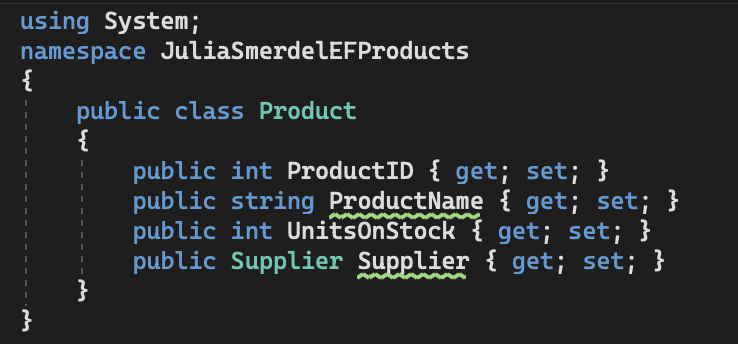 using System;
namespace JuliaSmerdelEFProducts
{
    public class Product
    {
        public int ProductID { get; set; }
        public string ProductName { get; set; }
        public int UnitsOnStock { get; set; }
        public Supplier Supplier { get; set; }
    }
}